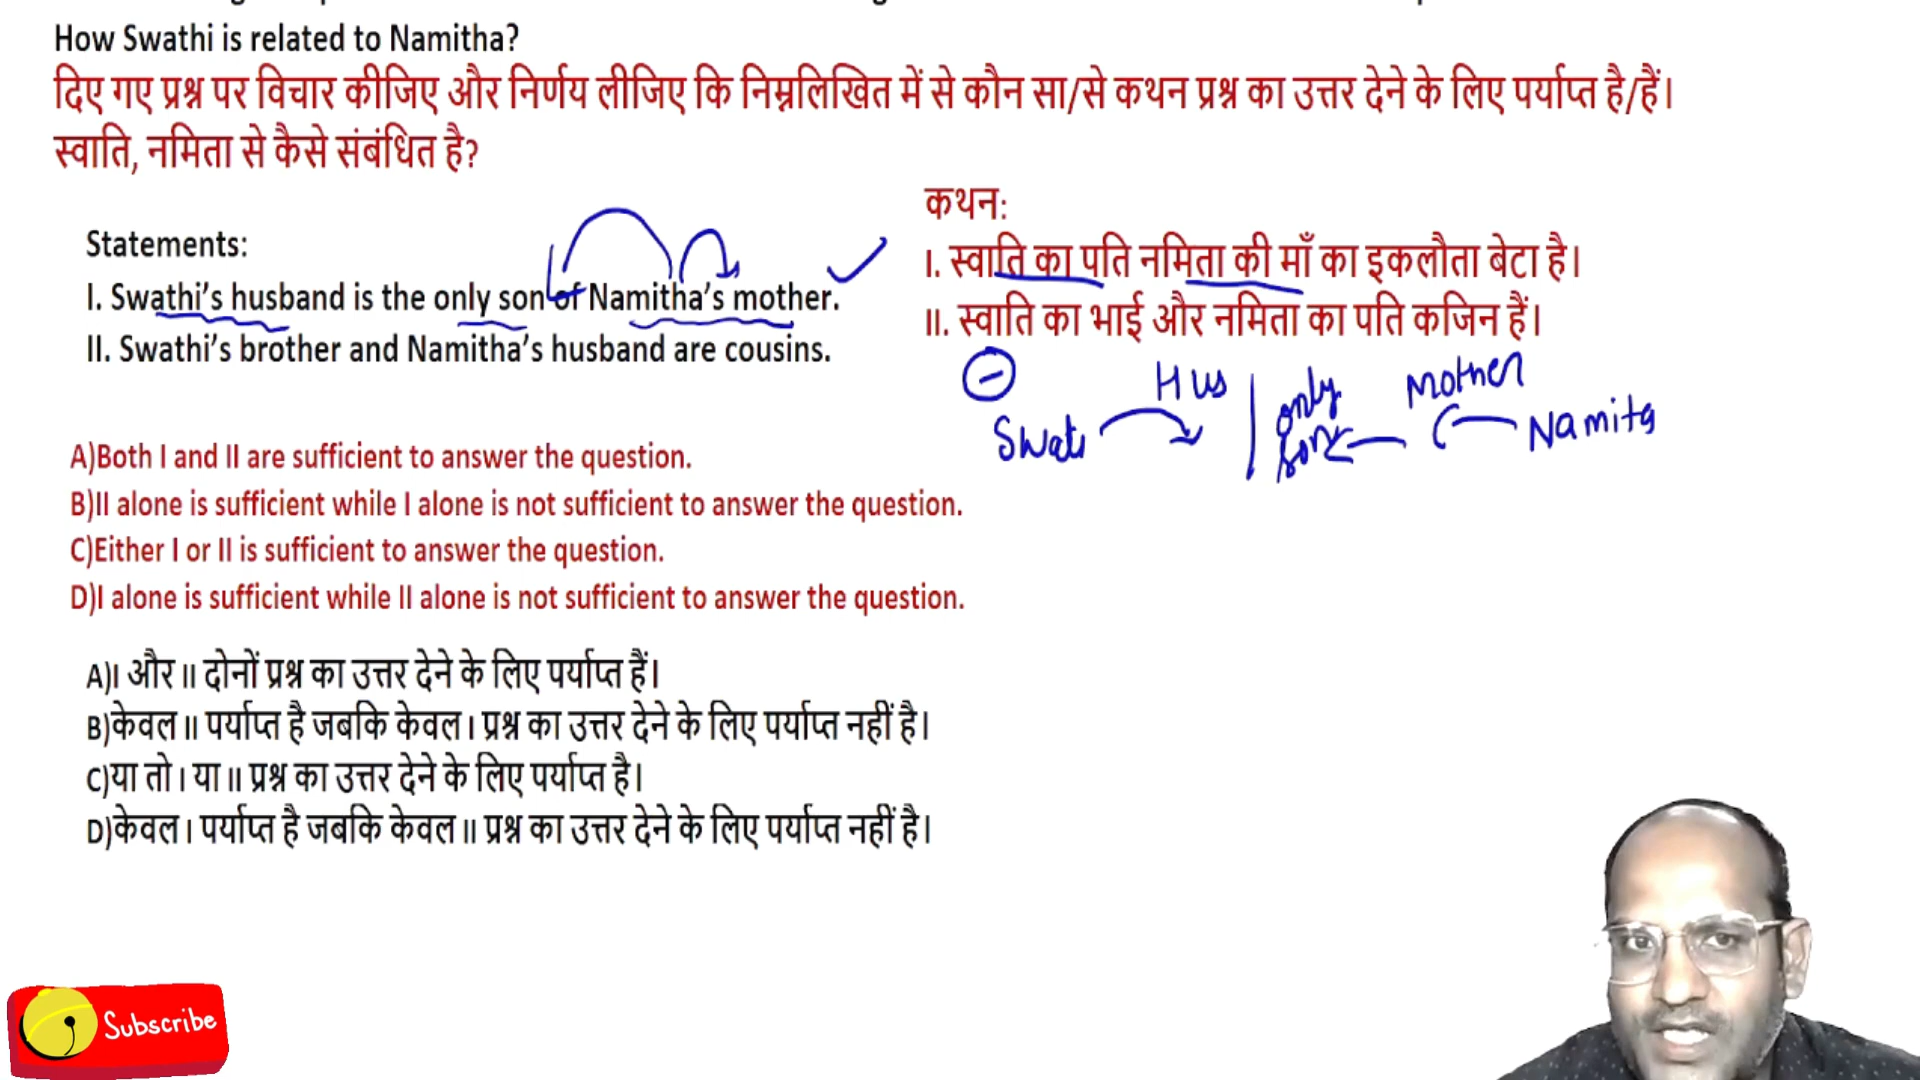 How Swathi is related to Namitha?
दिए गए प्रश्न पर विचार कीजिए और निर्णय लीजिए कि निम्नलिखित में से कौन सा/से कथन प्रश्न का उत्तर देने के लिए पर्याप्त है/हैं।
स्वाति, नमिता से कैसे संबंधित है?
Statements:
I. Swathi's husband is the only son of Namitha's mother.
II. Swathi's brother and Namitha's husband are cousins.
कथन:
I. स्वाति का पति नमिता की माँ का इकलौता बेटा है।
II. स्वाति का भाई और नमिता का पति कजिन हैं।
Hus only Mother
Swati son Namita
A)Both I and II are sufficient to answer the question.
B)II alone is sufficient while I alone is not sufficient to answer the question.
C)Either I or II is sufficient to answer the question.
D)I alone is sufficient while II alone is not sufficient to answer the question.
A)I और II दोनों प्रश्न का उत्तर देने के लिए पर्याप्त हैं।
B)केवल II पर्याप्त है जबकि केवल I प्रश्न का उत्तर देने के लिए पर्याप्त नहीं है।
C)या तो I या II प्रश्न का उत्तर देने के लिए पर्याप्त है।
D)केवल I पर्याप्त है जबकि केवल II प्रश्न का उत्तर देने के लिए पर्याप्त नहीं है।
Subscribe